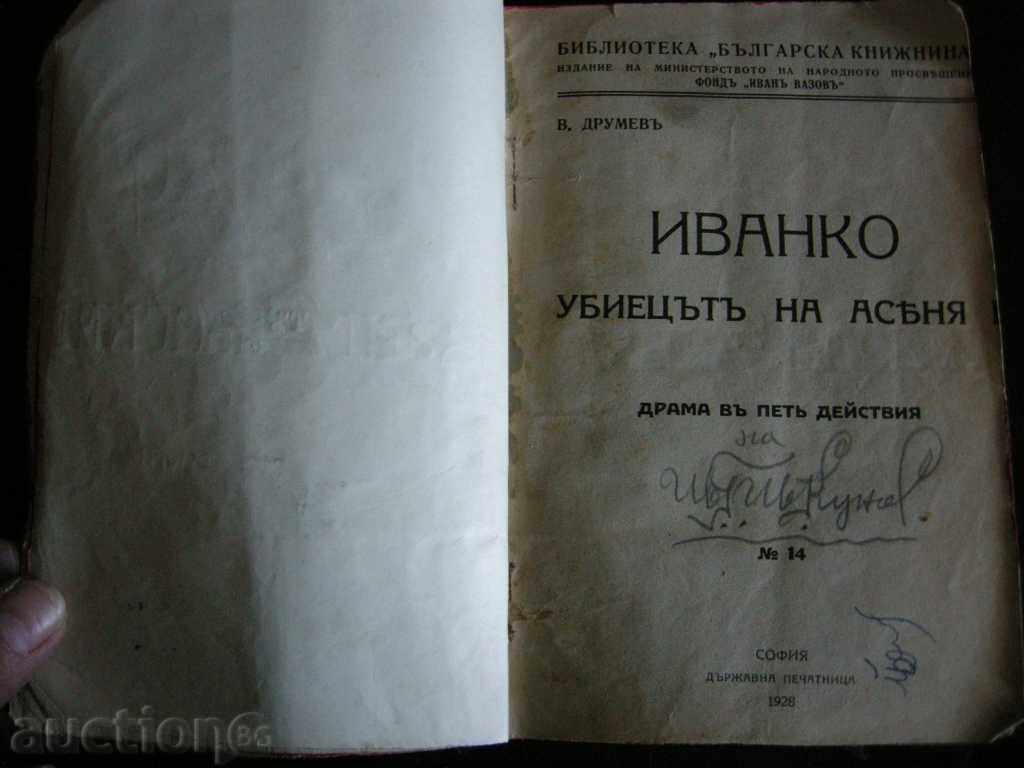 БИБЛИОТЕКА „БЪЛГАРСКА КНИЖНИНА
ИЗДАНИЕ НА МИНИСТЕРСТВОТО НА НАРОДНОТО ПРОСВѢЩЕНИ
ФОНДЪ „ИВАНЪ ВАЗОВЪ“
В. ДРУМЕВЪ
ИВАНКО
УБИЕЦЪТЪ НА АСѢНЯ I
ДРАМА ВЪ ПЕТЬ ДЕЙСТВИЯ
на
№ 14
СОФИЯ
ДЪРЖАВНА ПЕЧАТНИЦА
1928
auction BG